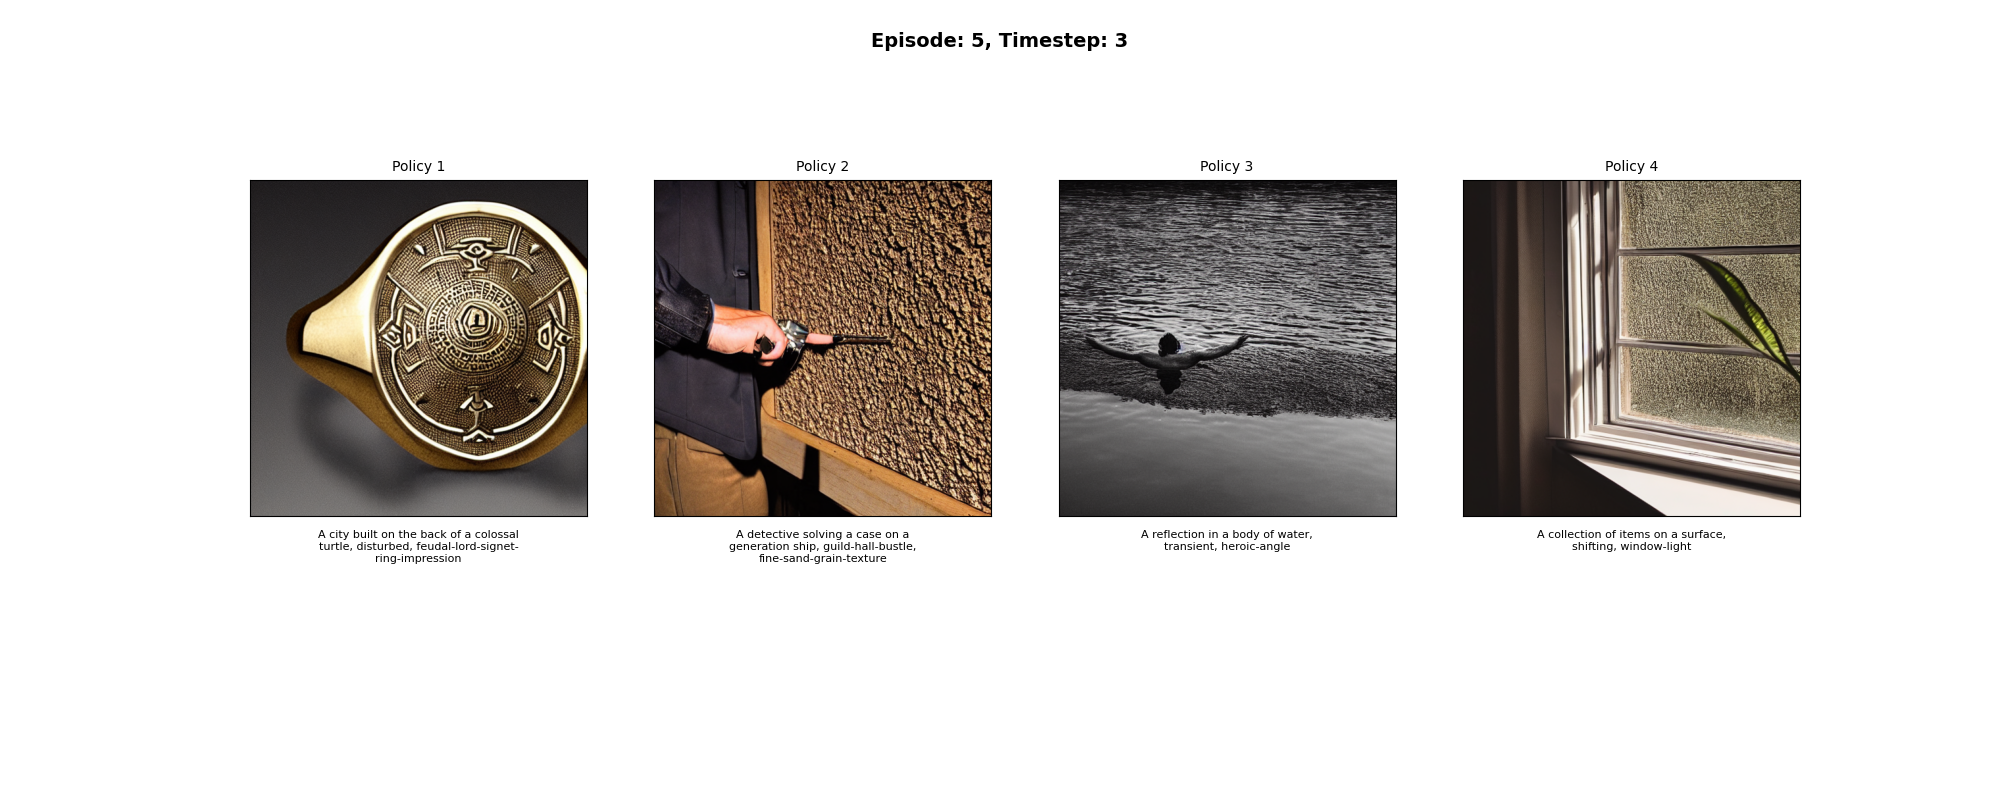 Episode: 5, Timestep: 3
Policy 1
Policy 2
Policy 3
Policy 4
A city built on the back of a colossal
turtle, disturbed, feudal-lord-signet-
ring-impression
A detective solving a case on a
generation ship, guild-hall-bustle,
fine-sand-grain-texture
A reflection in a body of water,
transient, heroic-angle
A collection of items on a surface,
shifting, window-light